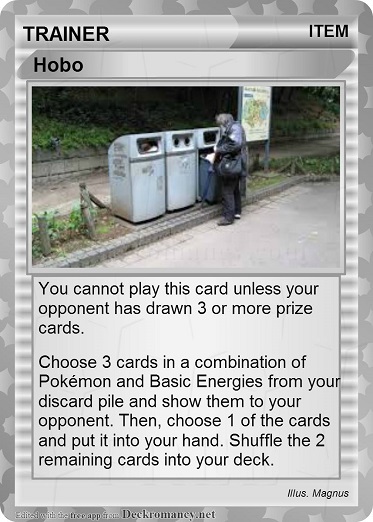 TRAINER
ITEM
Hobo
You cannot play this card unless your
opponent has drawn 3 or more prize
cards.
Choose 3 cards in a combination of
Pokémon and Basic Energies from your
discard pile and show them to your
opponent. Then, choose 1 of the cards
and put it into your hand. Shuffle the 2
remaining cards into your deck.
Illus. Magnus
Edited with the free app from Deckromancy.net